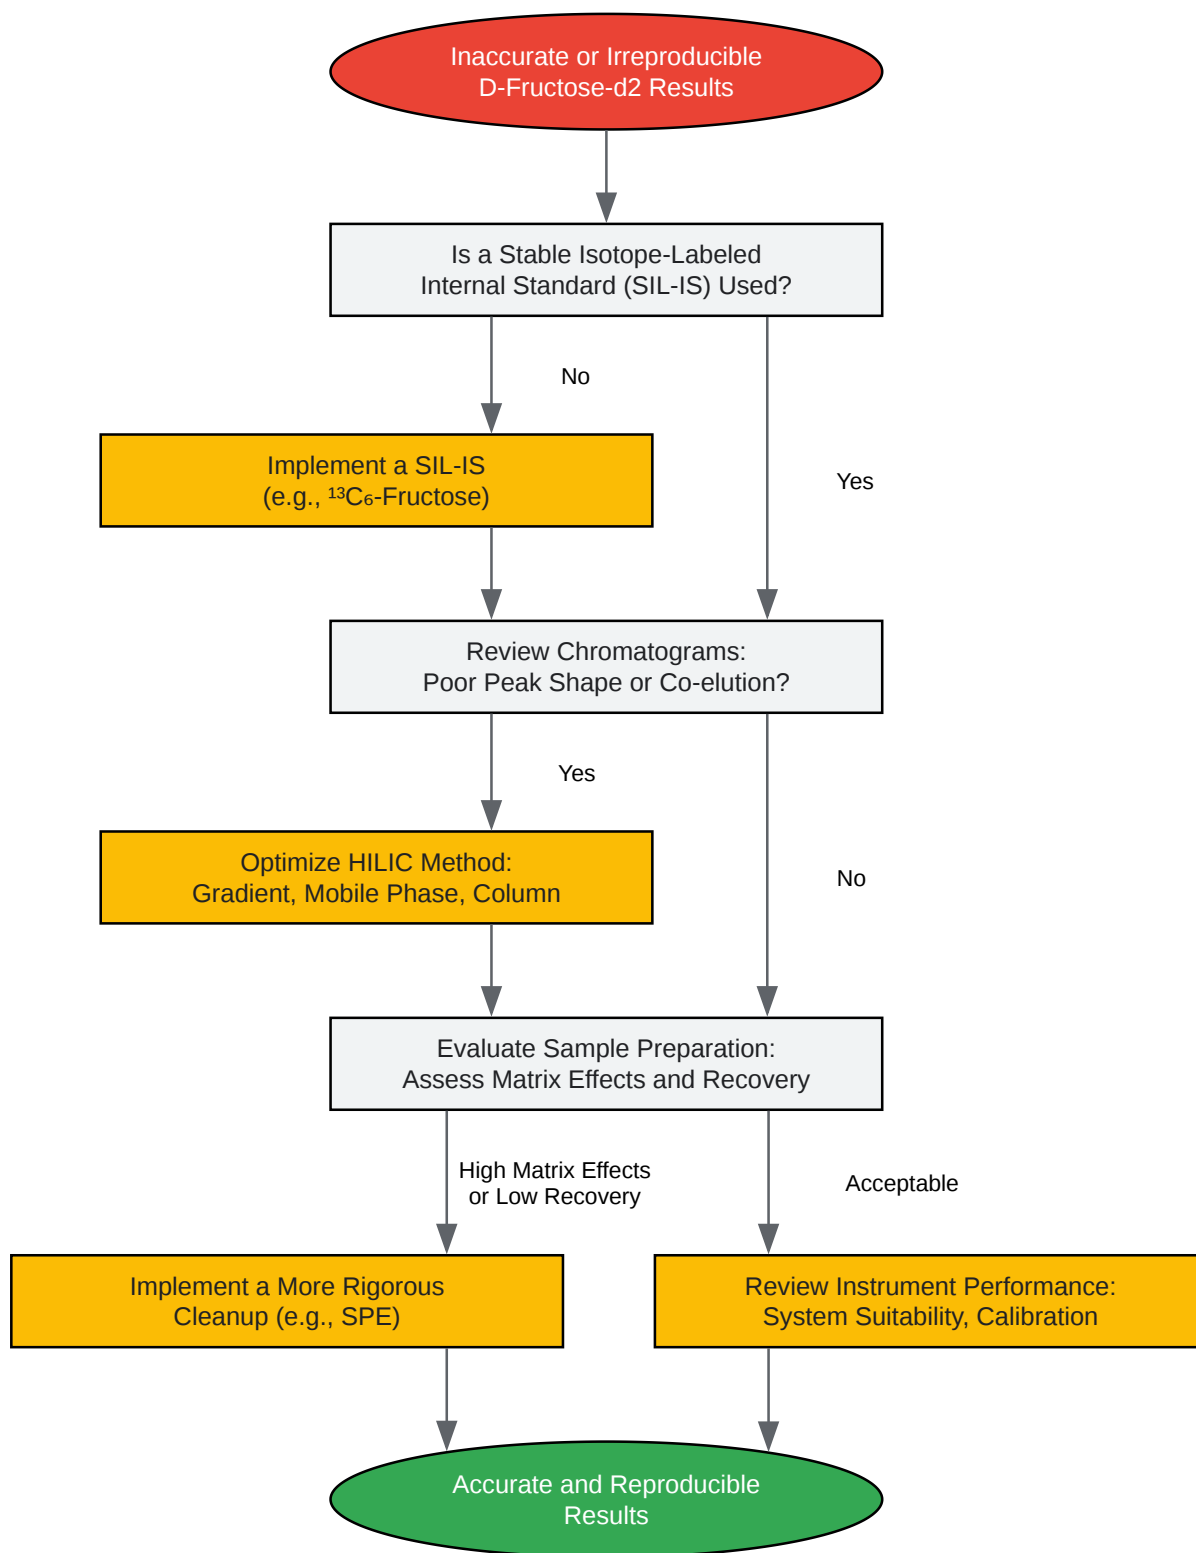 Inaccurate or Irreproducible
D-Fructose-d2 Results
Is a Stable Isotope-Labeled
Internal Standard (SIL-IS) Used?
No
Implement a SIL-IS
(e.g., ¹³C₆-Fructose)
Yes
Review Chromatograms:
Poor Peak Shape or Co-elution?
Yes
Optimize HILIC Method:
Gradient, Mobile Phase, Column
No
Evaluate Sample Preparation:
Assess Matrix Effects and Recovery
High Matrix Effects
or Low Recovery
Acceptable
Implement a More Rigorous
Cleanup (e.g., SPE)
Review Instrument Performance:
System Suitability, Calibration
Accurate and Reproducible
Results